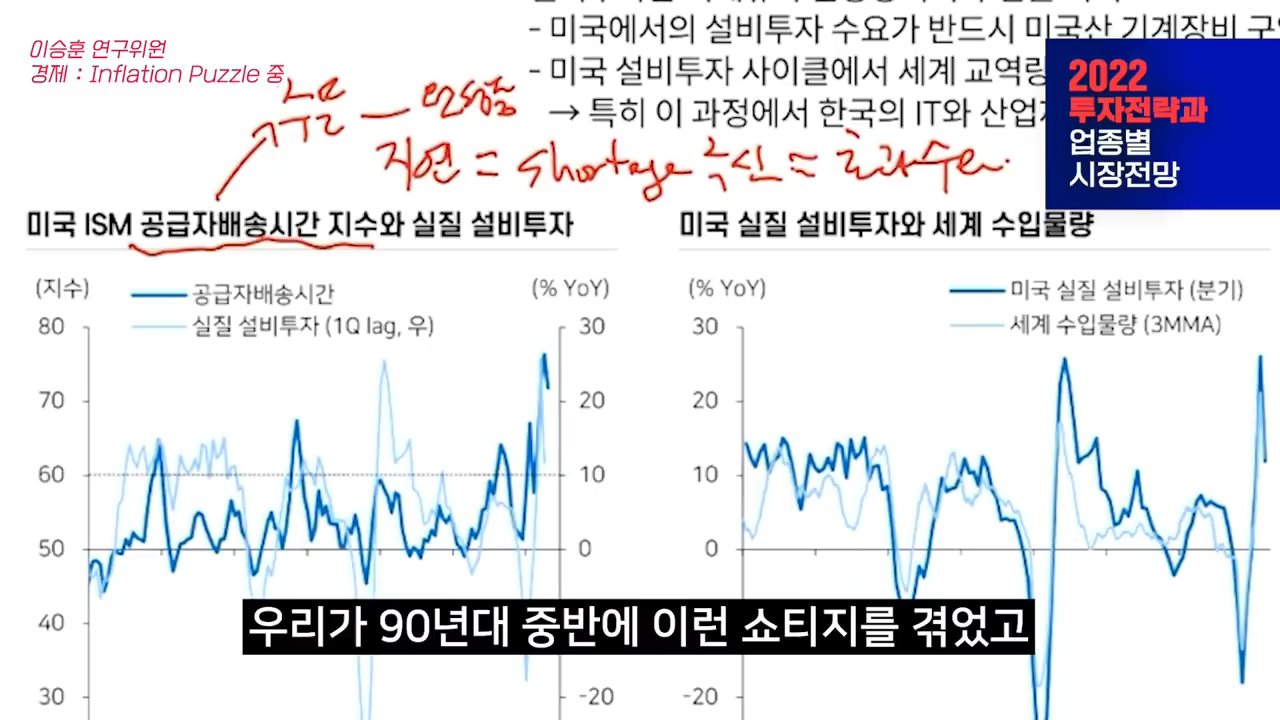 - 미국에서의 설비투자 수요가 반드시 미국산 기계장비
이승훈 연구위원
경제 : Inflation Puzzle 중
- 미국 설비투자 사이클에서 세계 교역량
→ 특히 이 과정에서 한국의 IT와
2022
투자전략과
업종별
시장전망
지연 = shortage 확신 = 초과수요.
미국 ISM 공급자배송시간 지수와 실질 설비투자
(지수)
공급자배송시간
실질 설비투자 (1Q lag, 우)
(% YoY)
80
70
60
50
40
30
30
20
10
0
-20
미국 실질 설비투자와 세계 수입물량
(% YoY)
미국 실질 설비투자 (분기)
세계 수입물량 (3MMA)
30
20
10
0
-20
우리가 90년대 중반에 이런 쇼티지를 겪었고